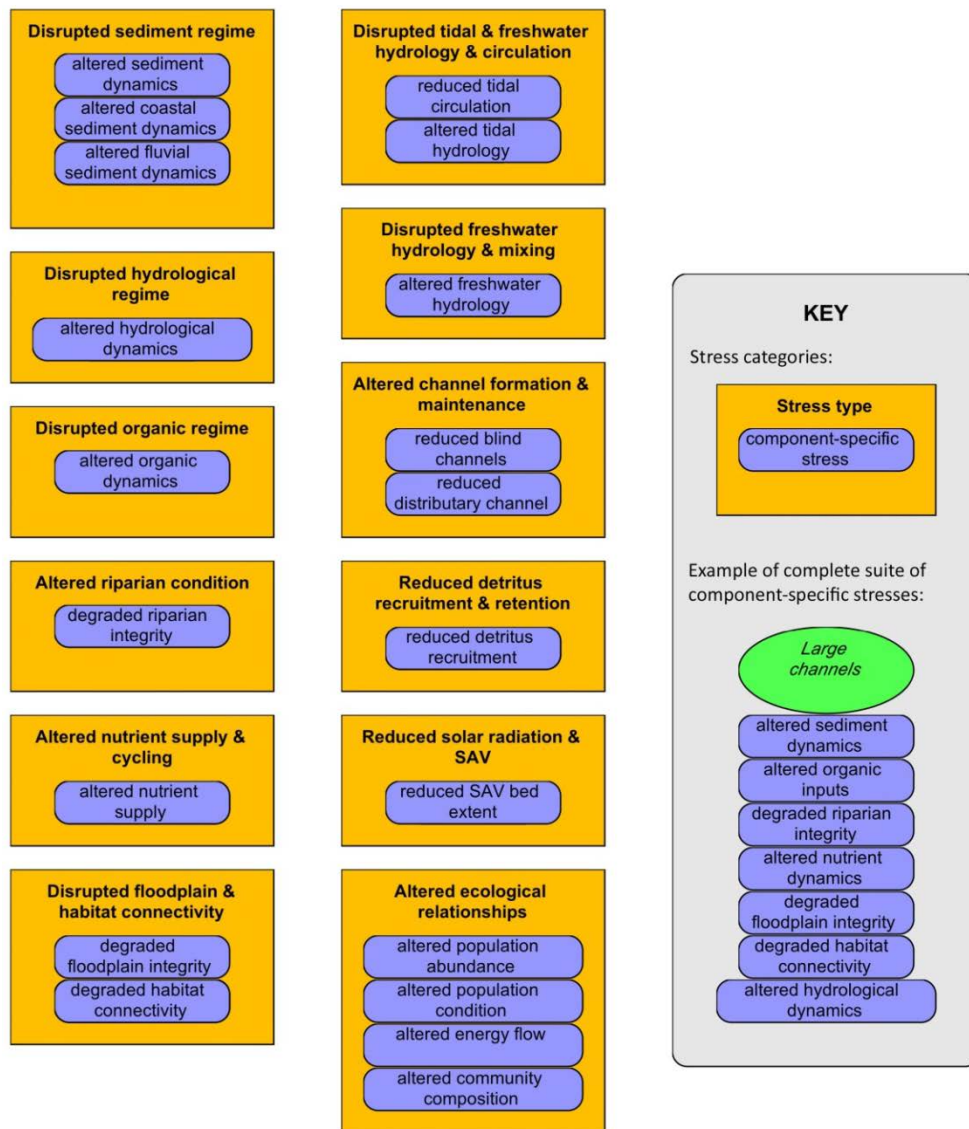 Disrupted sediment regime
altered sediment
dynamics
altered coastal
sediment dynamics
altered fluvial
sediment dynamics
Disrupted hydrological
regime
altered hydrological
dynamics
Disrupted organic regime
altered organic
dynamics
Altered riparian condition
degraded riparian
integrity
Altered nutrient supply &
cycling
altered nutrient
supply
Disrupted floodplain &
habitat connectivity
degraded
floodplain integrity
degraded habitat
connectivity
Disrupted tidal & freshwater
hydrology & circulation
reduced tidal
circulation
altered tidal
hydrology
Disrupted freshwater
hydrology & mixing
altered freshwater
hydrology
Altered channel formation &
maintenance
reduced blind
channels
reduced
distributary channel
Reduced detritus
recruitment & retention
reduced detritus
recruitment
Reduced solar radiation &
SAV
reduced SAV bed
extent
Altered ecological
relationships
altered population
abundance
altered population
condition
altered energy flow
altered community
composition
KEY
Stress categories:
Stress type
component-specific
stress
Example of complete suite of
component-specific stresses:
Large
channels
altered sediment
dynamics
altered organic
inputs
degraded riparian
integrity
altered nutrient
dynamics
degraded
floodplain integrity
degraded habitat
connectivity
altered hydrological
dynamics